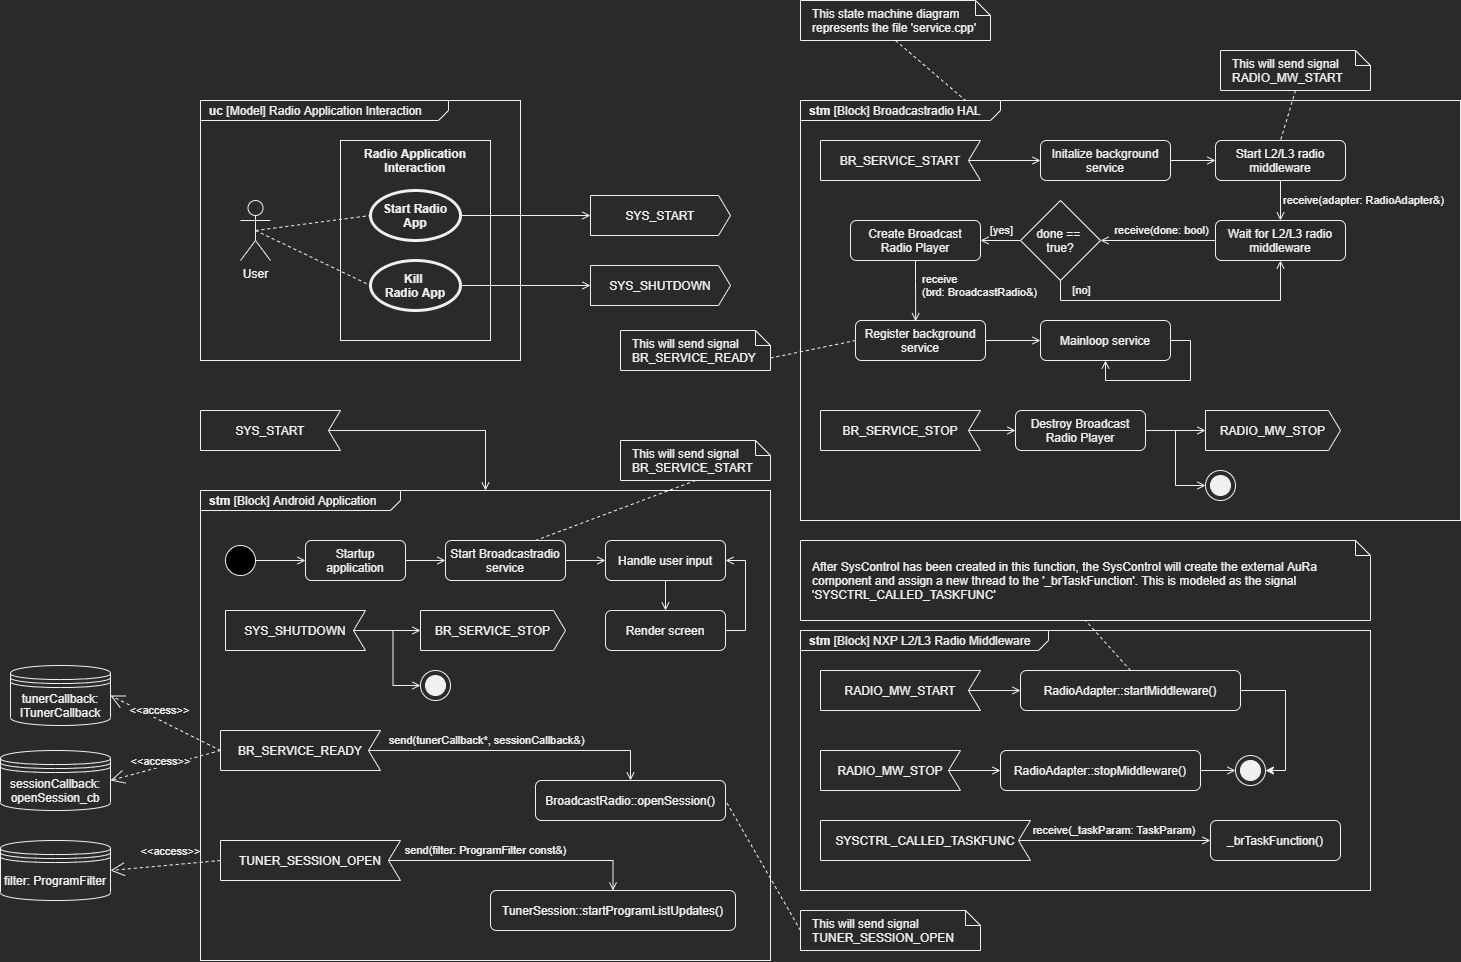 This state machine diagram
represents the file 'service.cpp'
This will send signal
RADIO_MW_START
uc [Model] Radio Application Interaction
Radio Application
Interaction
Start Radio
App
Kill
Radio App
User
SYS_START
SYS_SHUTDOWN
stm [Block] Broadcastradio HAL
BR_SERVICE_START
Initalize background
service
Start L2/L3 radio
middleware
receive(adapter: RadioAdapter&)
Create Broadcast
Radio Player
[yes]
done ==
true?
receive(done: bool)
Wait for L2/L3 radio
middleware
[no]
receive
(brd: BroadcastRadio&)
This will send signal
BR_SERVICE_READY
Register background
service
Mainloop service
BR_SERVICE_STOP
Destroy Broadcast
Radio Player
RADIO_MW_STOP
SYS_START
This will send signal
BR_SERVICE_START
stm [Block] Android Application
Startup
application
Start Broadcastradio
service
Handle user input
Render screen
SYS_SHUTDOWN
BR_SERVICE_STOP
tunerCallback:
ITunerCallback
<<access>>
sessionCallback:
openSession_cb
<<access>>
BR_SERVICE_READY
send(tunerCallback*, sessionCallback&)
BroadcastRadio::openSession()
filter: ProgramFilter
<<access>>
TUNER_SESSION_OPEN
send(filter: ProgramFilter const&)
TunerSession::startProgramListUpdates()
After SysControl has been created in this function, the SysControl will create the external AuRa
component and assign a new thread to the '_brTaskFunction'. This is modeled as the signal
'SYSCTRL_CALLED_TASKFUNC'
stm [Block] NXP L2/L3 Radio Middleware
RADIO_MW_START
RadioAdapter::startMiddleware()
RADIO_MW_STOP
RadioAdapter::stopMiddleware()
SYSCTRL_CALLED_TASKFUNC
receive(_taskParam: TaskParam)
_brTaskFunction()
This will send signal
TUNER_SESSION_OPEN